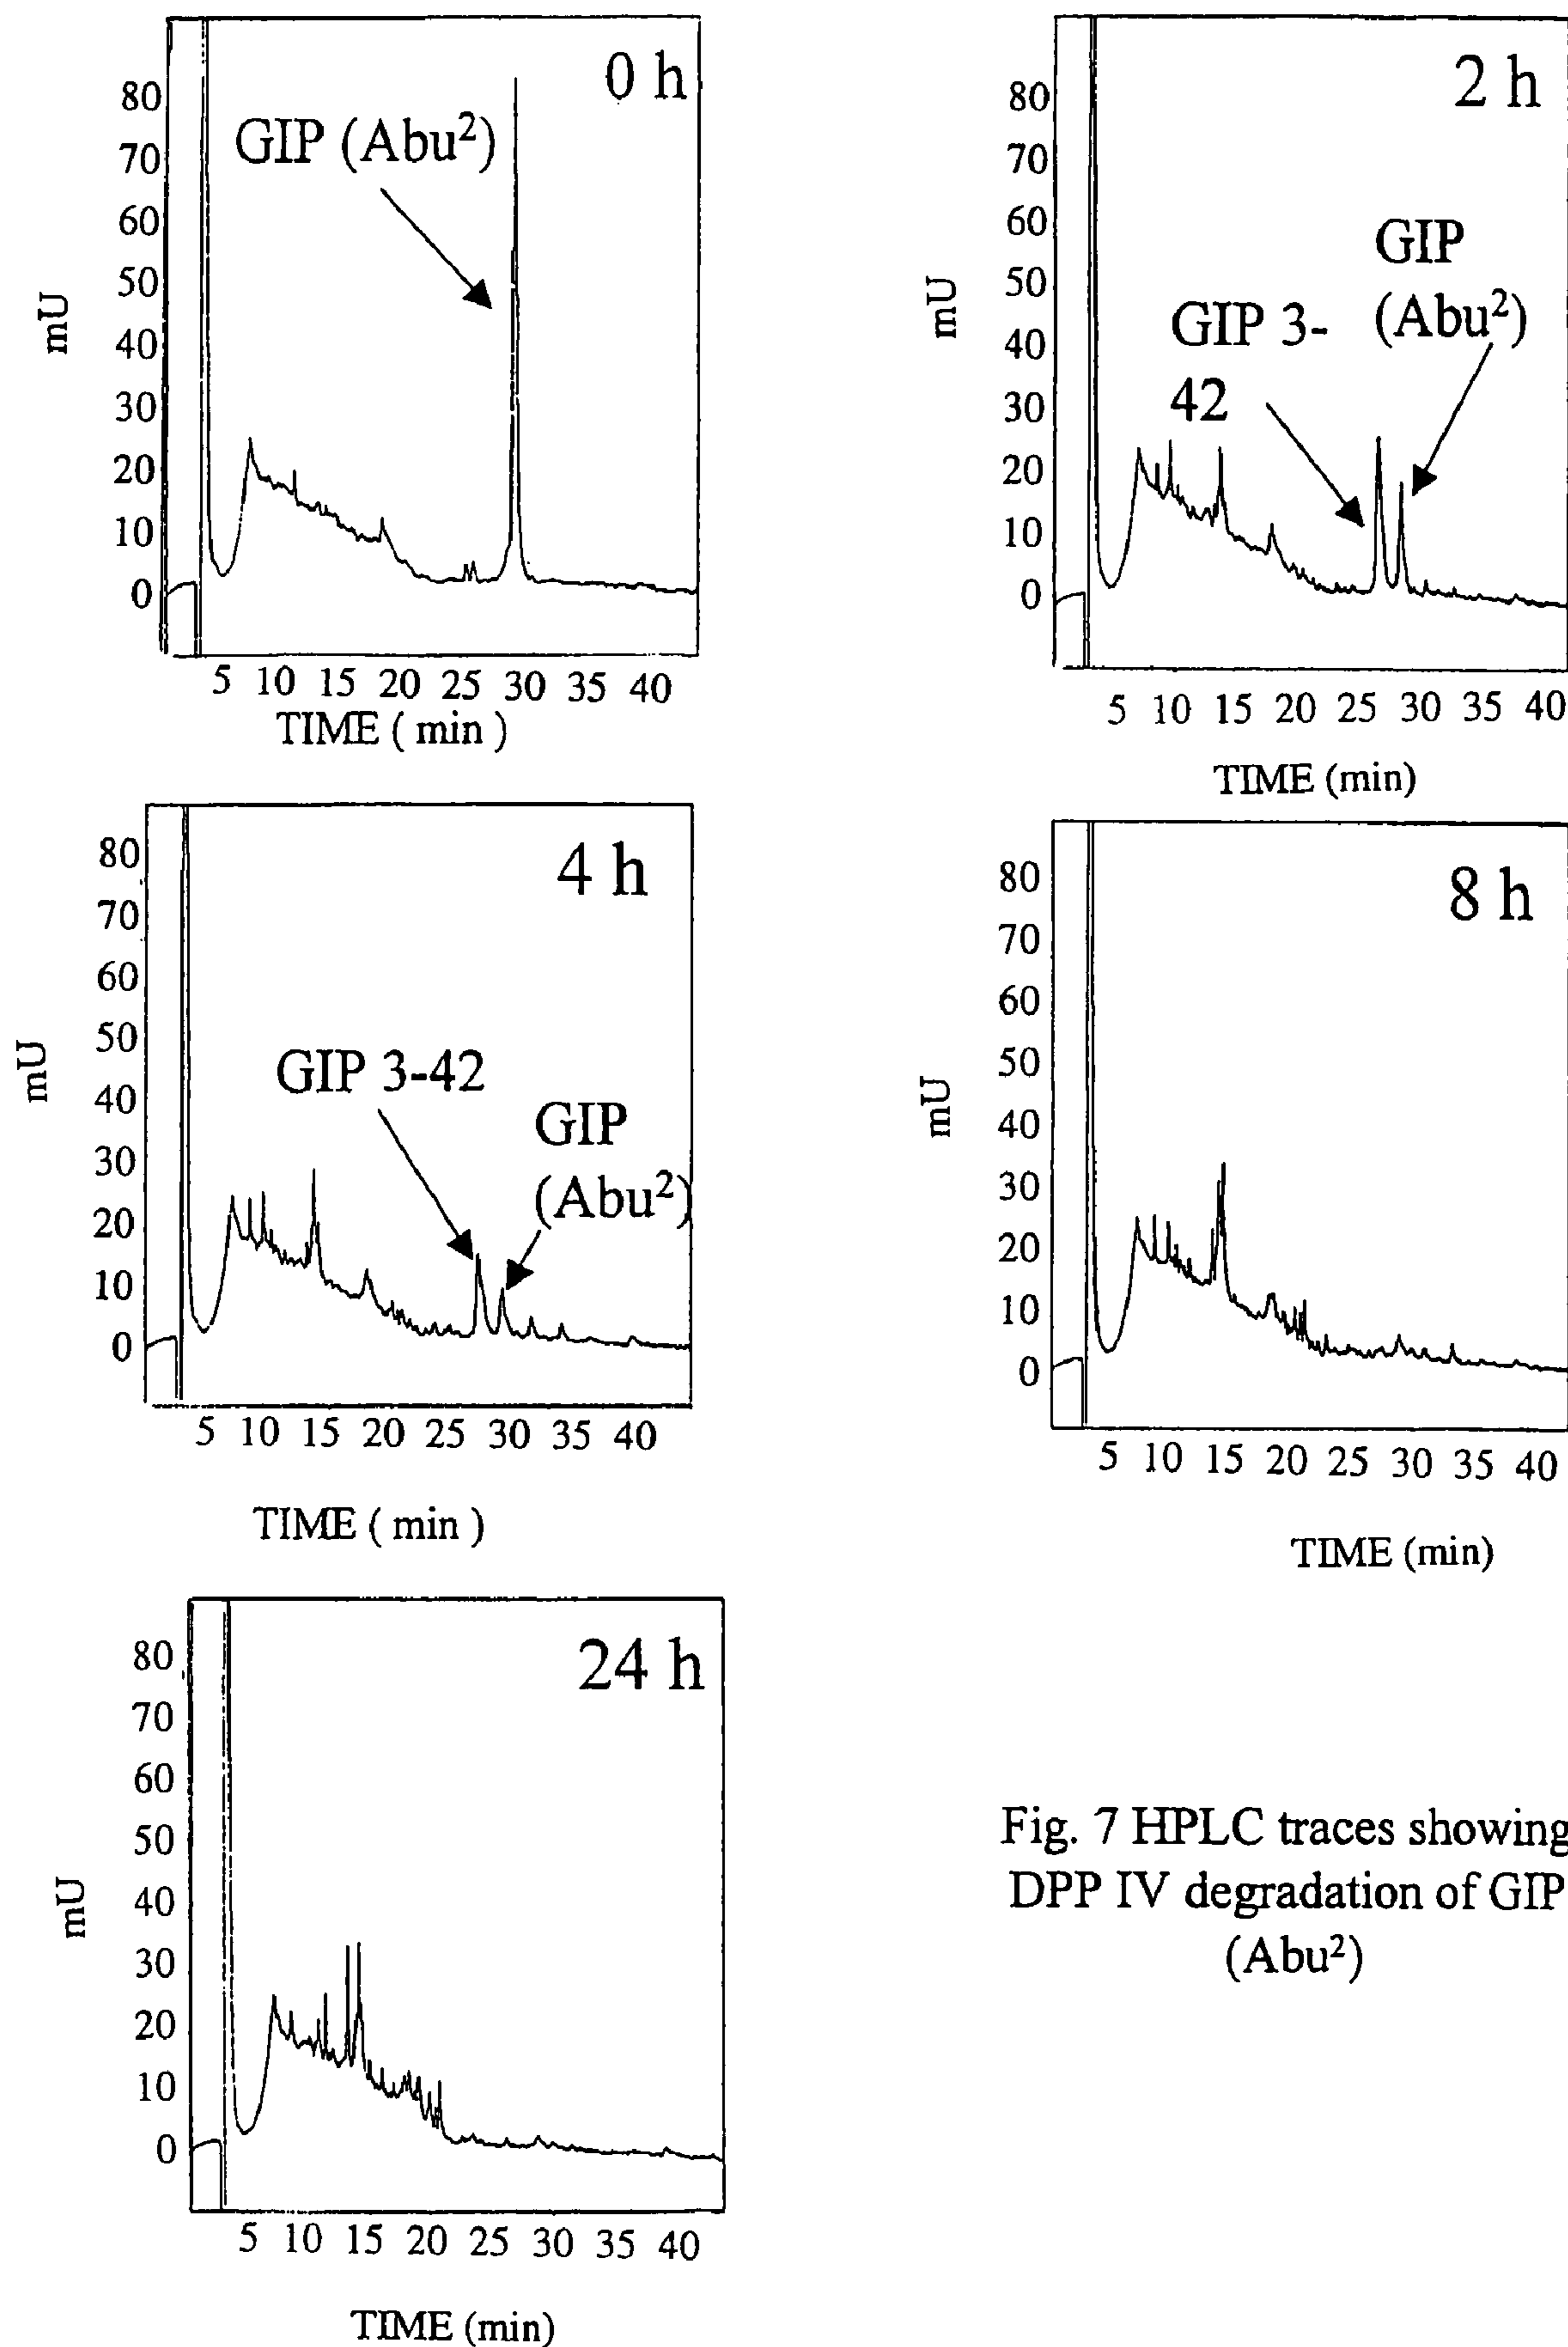 0 h
GIP (Abu²)
80
70
60
50
40
30
20
10
0
mU
5 10 15 20 25 30 35 40
TIME ( min )
2 h
GIP
(Abu²)
GIP 3-
42
80
70
60
50
40
30
20
10
0
mU
5 10 15 20 25 30 35 40
TIME (min)
4 h
GIP 3-42
GIP
(Abu²)
80
70
60
50
40
30
20
10
0
mU
5 10 15 20 25 30 35 40
TIME ( min )
8 h
80
70
60
50
40
30
20
10
0
mU
5 10 15 20 25 30 35 40
TIME (min)
24 h
80
70
60
50
40
30
20
10
0
mU
5 10 15 20 25 30 35 40
TIME (min)
Fig. 7 HPLC traces showing
DPP IV degradation of GIP
(Abu²)